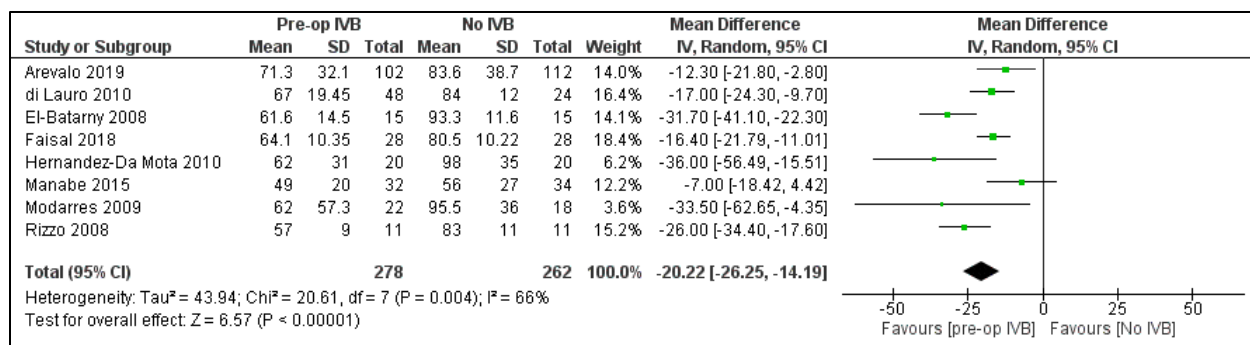 Pre-op IVB No IVB Mean Difference Mean Difference
Study or Subgroup Mean SD Total Mean SD Total Weight IV, Random, 95% CI IV, Random, 95% CI
Arevalo 2019 71.3 32.1 102 83.6 38.7 112 14.0% -12.30 [-21.80, -2.80]
di Lauro 2010 67 19.45 48 84 12 24 16.4% -17.00 [-24.30, -9.70]
El-Batarny 2008 61.6 14.5 15 93.3 11.6 15 14.1% -31.70 [-41.10, -22.30]
Faisal 2018 64.1 10.35 28 80.5 10.22 28 18.4% -16.40 [-21.79, -11.01]
Hernandez-Da Mota 2010 62 31 20 98 35 20 6.2% -36.00 [-56.49, -15.51]
Manabe 2015 49 20 32 56 27 34 12.2% -7.00 [-18.42, 4.42]
Modarres 2009 62 57.3 22 95.5 36 18 3.6% -33.50 [-62.65, -4.35]
Rizzo 2008 57 9 11 83 11 11 15.2% -26.00 [-34.40, -17.60]
Total (95% CI) 278 262 100.0% -20.22 [-26.25, -14.19]
Heterogeneity: Tau² = 43.94; Chi² = 20.61, df = 7 (P = 0.004); I² = 66%
Test for overall effect: Z = 6.57 (P < 0.00001)
-50 -25 0 25 50
Favours [pre-op IVB] Favours [No IVB]